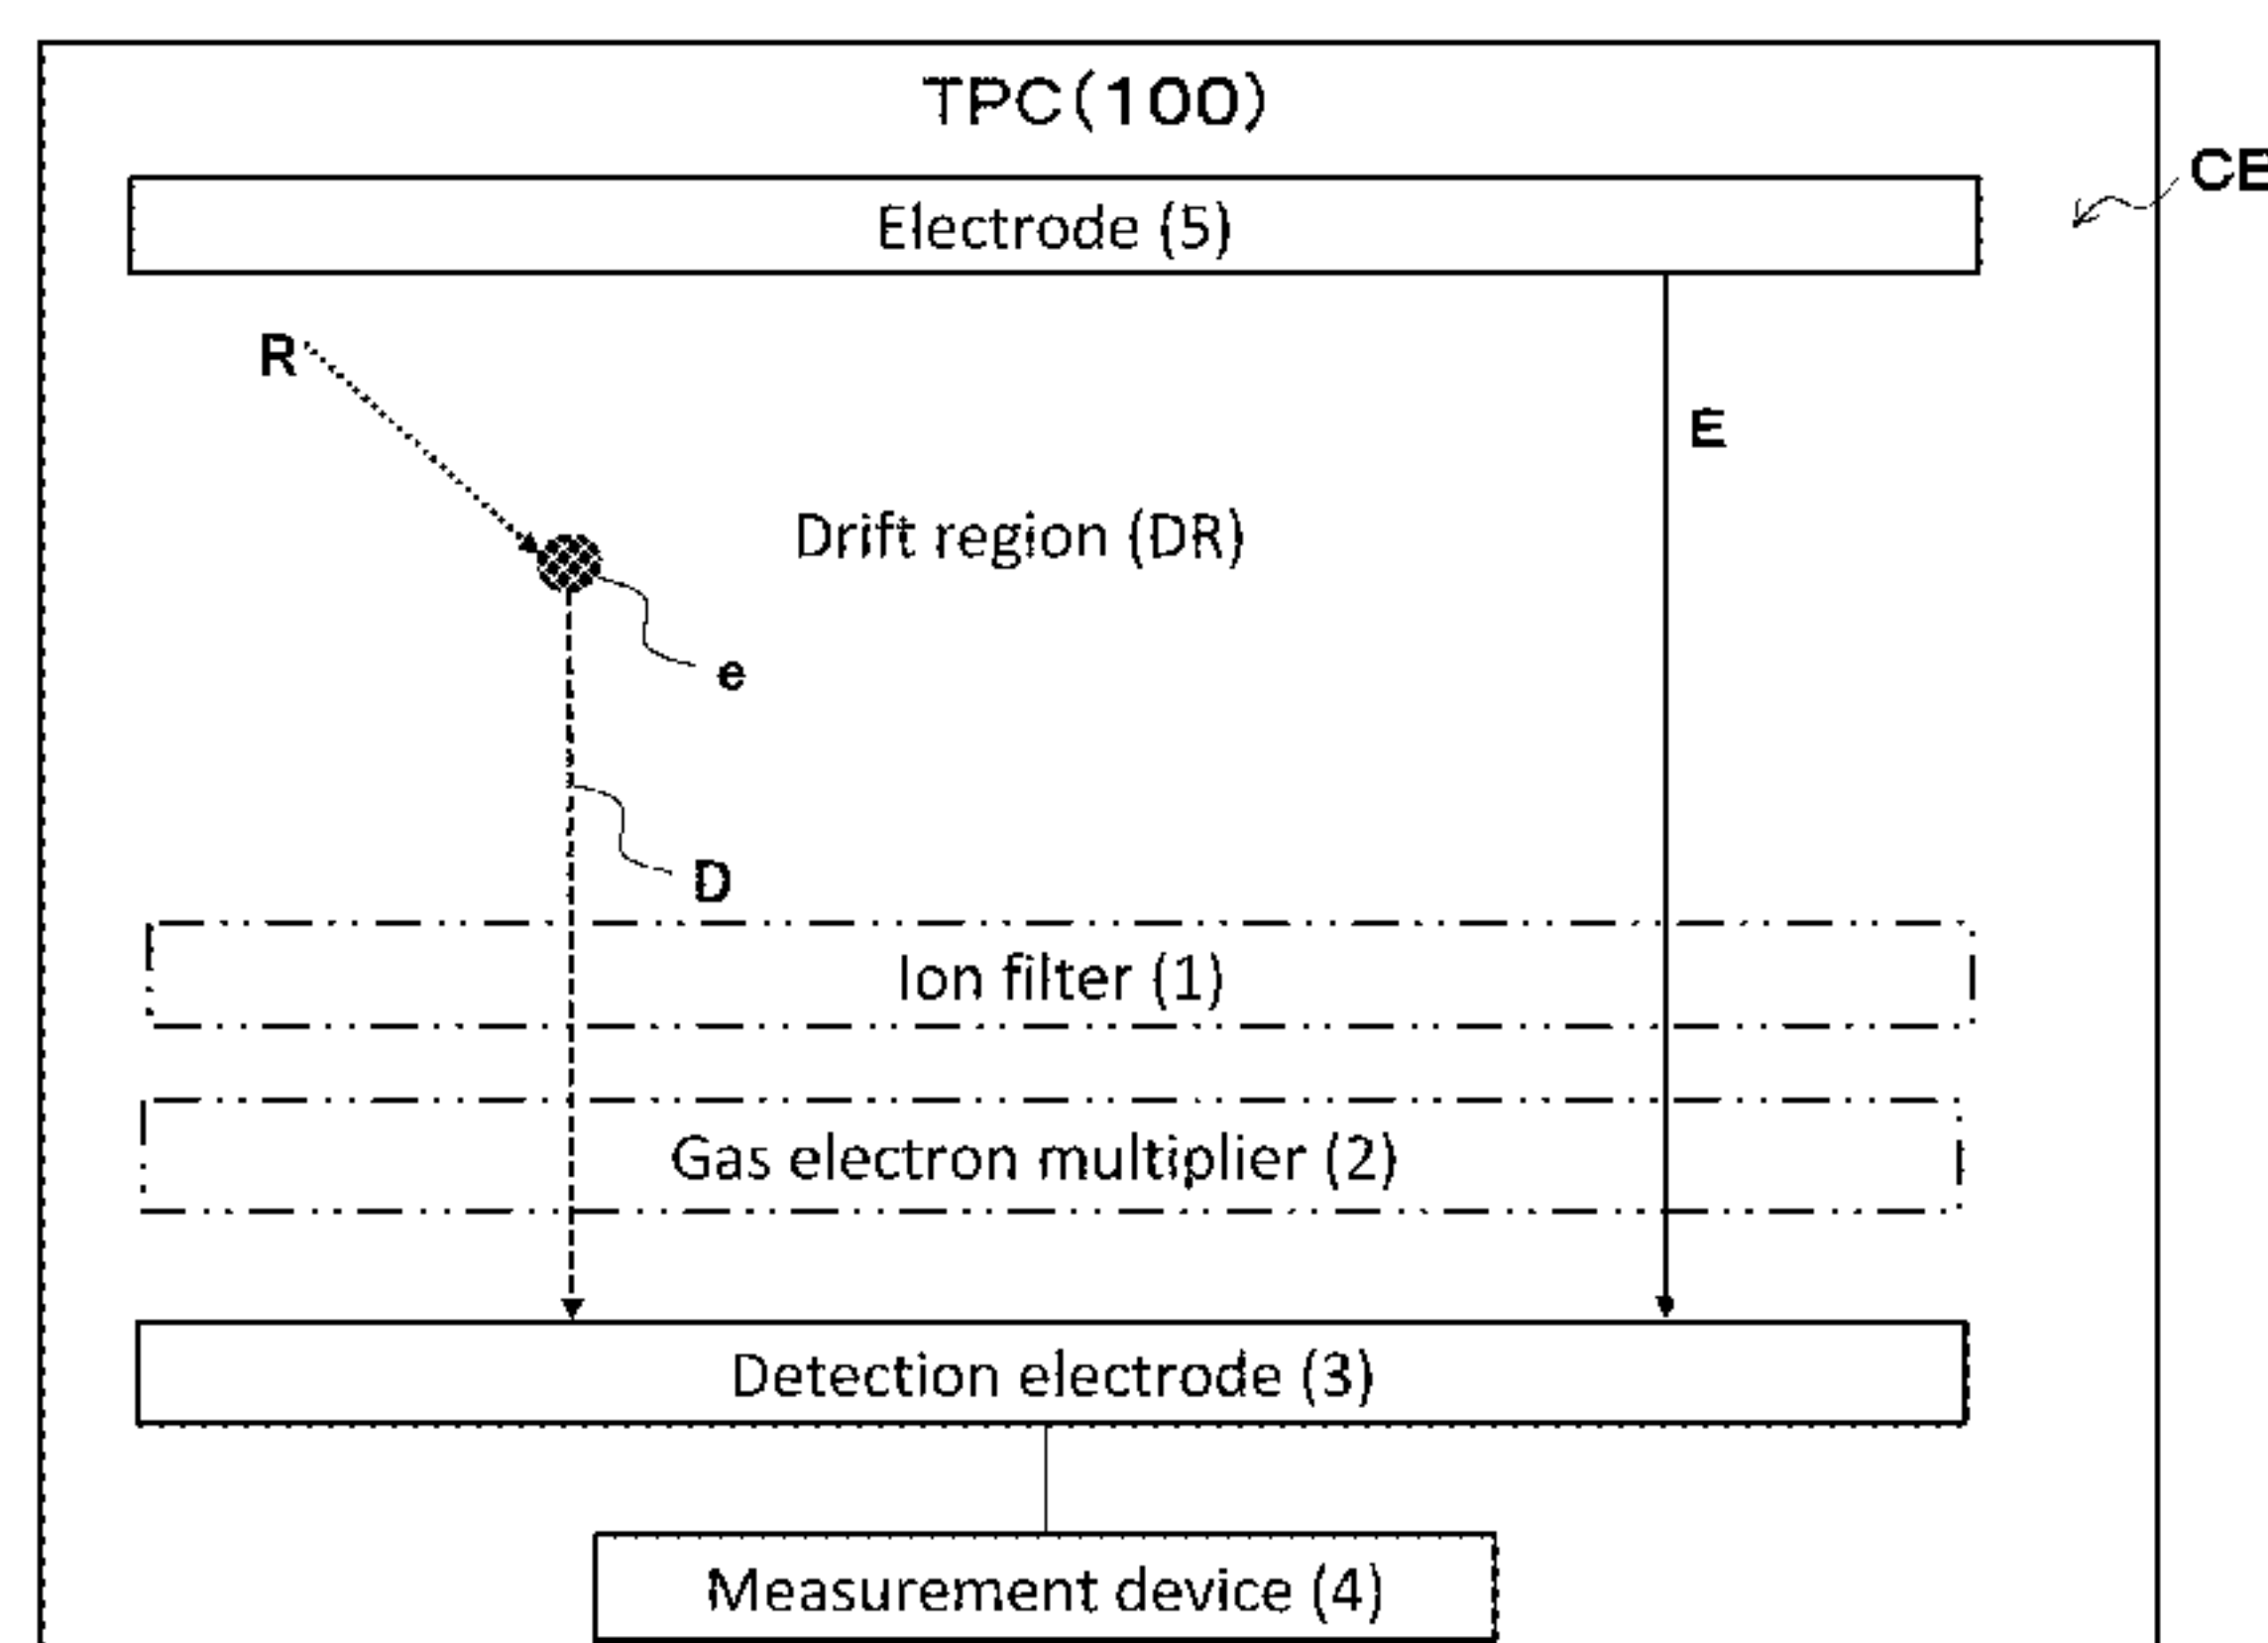 TPC(100)
CE
Electrode (5)
R
E
Drift region (DR)
e
D
Ion filter (1)
Gas electron multiplier (2)
Detection electrode (3)
Measurement device (4)